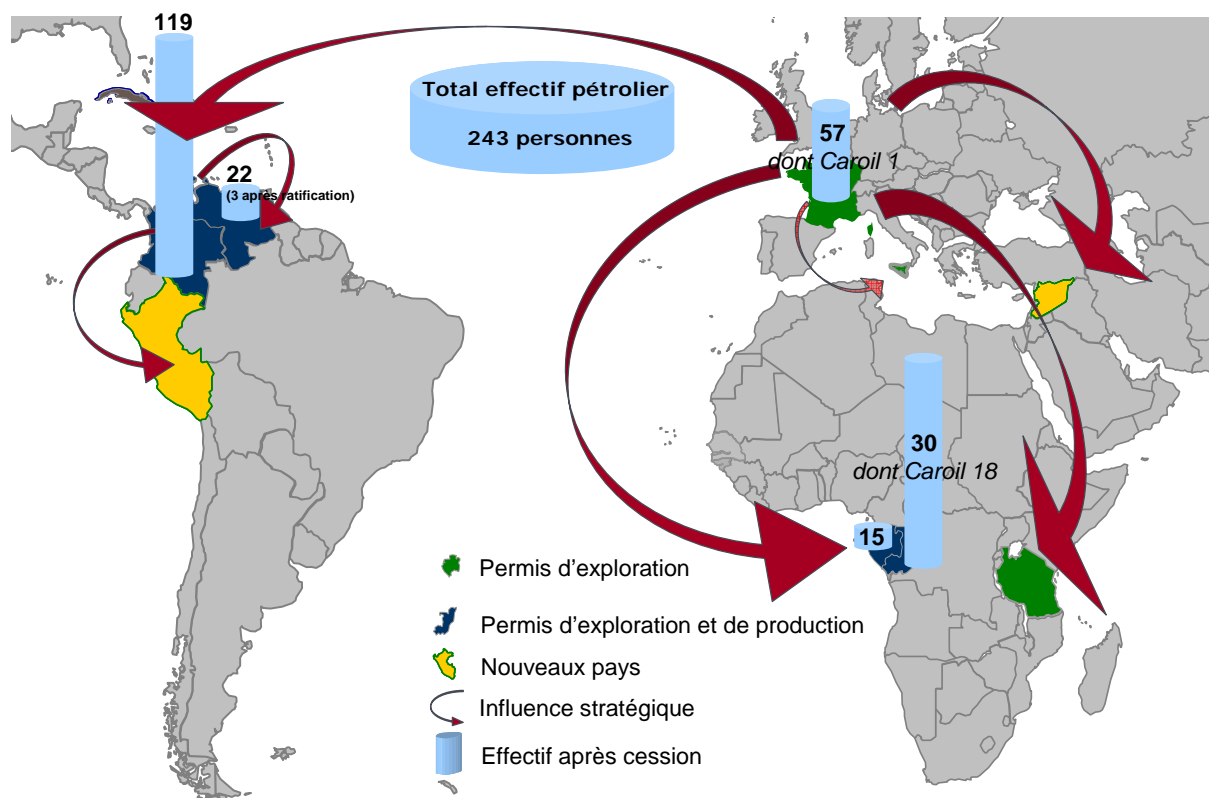 119
Total effectif pétrolier
243 personnes
57
dont Caroil 1
22
(3 après ratification)
30
dont Caroil 18
15
Permis d'exploration
Permis d'exploration et de production
Nouveaux pays
Influence stratégique
Effectif après cession